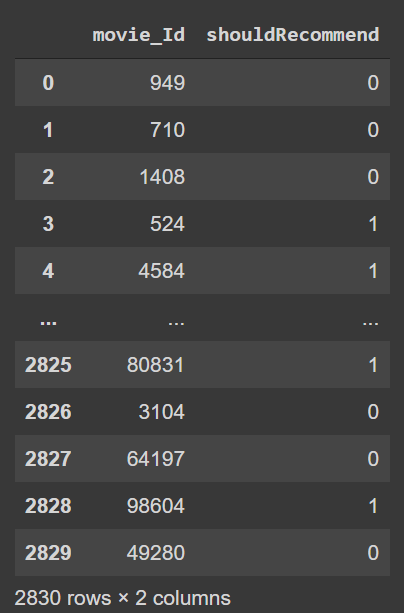 movie_Id shouldRecommend
0 949 0
1 710 0
2 1408 0
3 524 1
4 4584 1
... ... ...
2825 80831 1
2826 3104 0
2827 64197 0
2828 98604 1
2829 49280 0
2830 rows × 2 columns